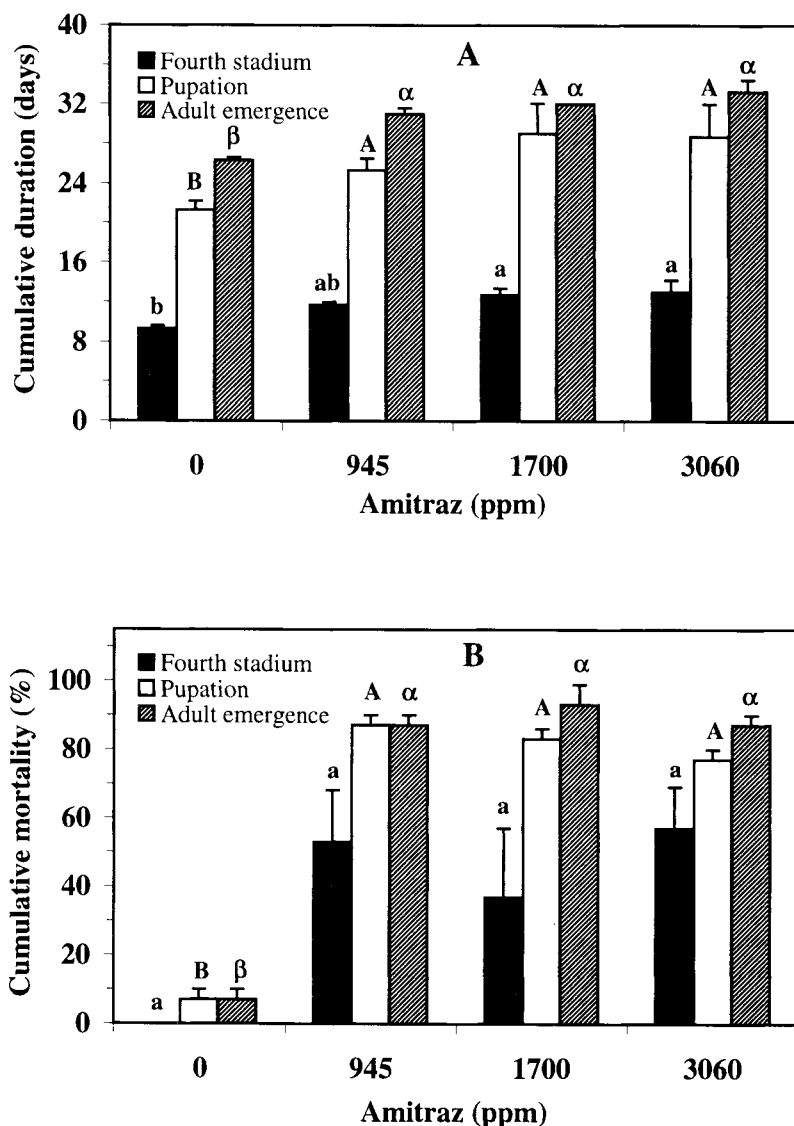 A
Fourth stadium
Pupation
Adult emergence
Cumulative duration (days)
40
32
24
16
8
0
b
B
β
ab
A
α
a
A
α
a
A
α
0
945
1700
3060
Amitraz (ppm)
B
Fourth stadium
Pupation
Adult emergence
Cumulative mortality (%)
100
80
60
40
20
0
a
B
β
a
A
α
a
A
α
a
A
α
0
945
1700
3060
Amitraz (ppm)